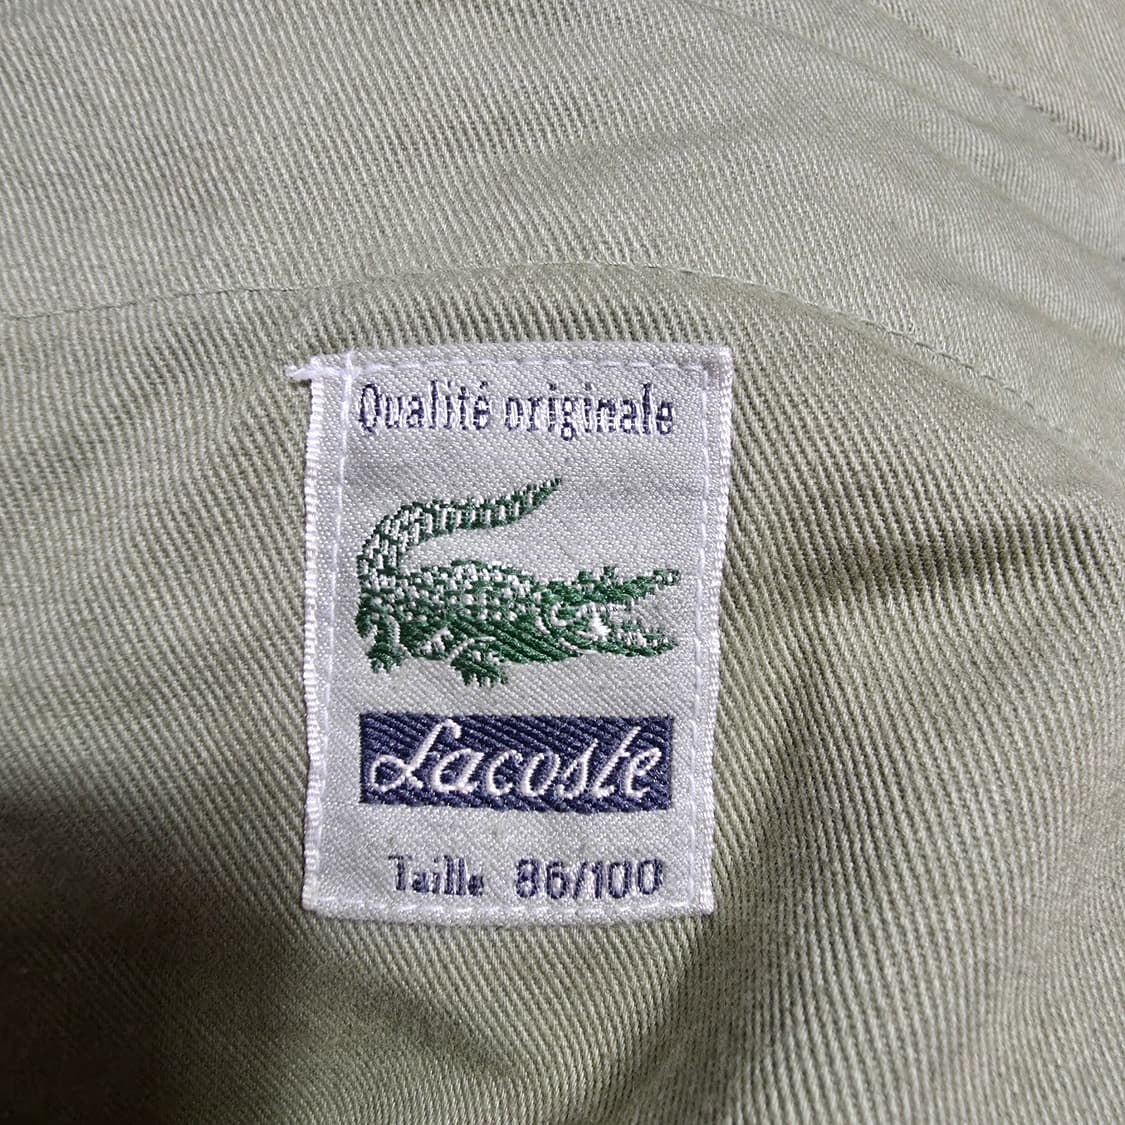 Qualité originale
Lacoste
Taille 86/100